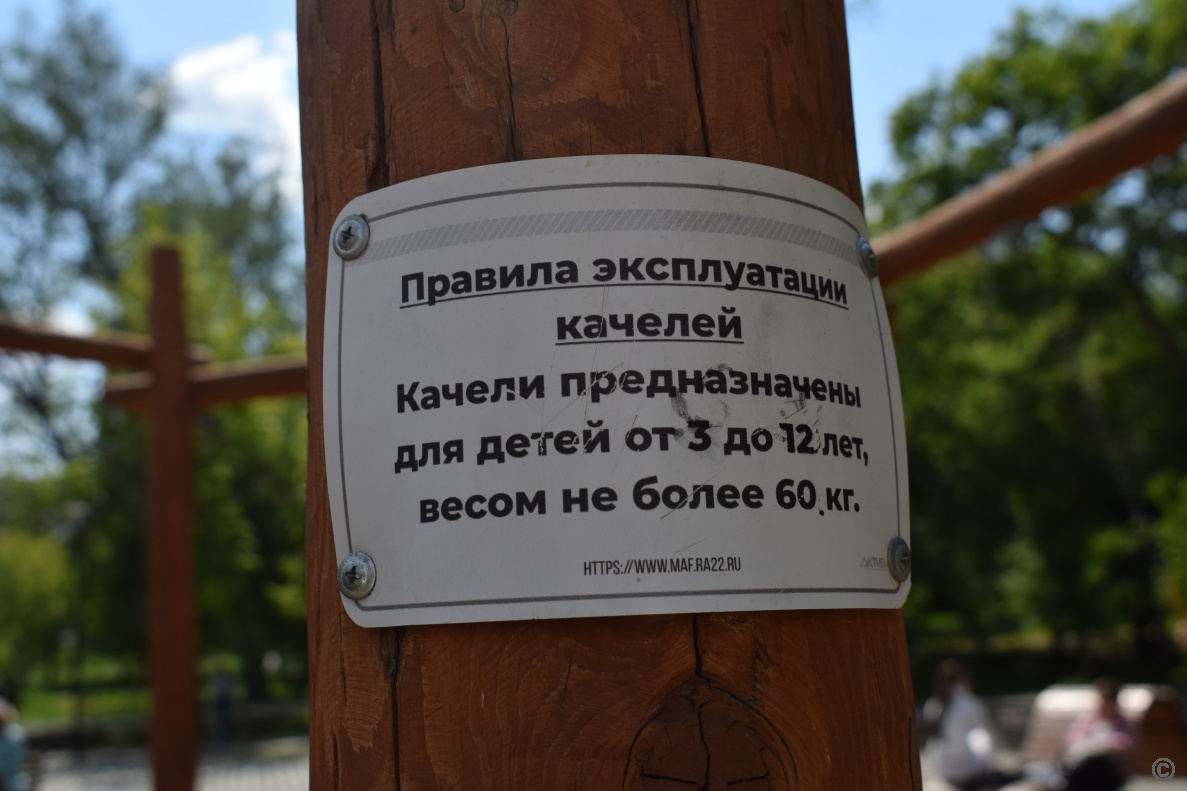 Правила эксплуатации
качелей
Качели предназначены
для детей от 3 до 12 лет,
весом не более 60 кг.
HTTPS://WWW.MAF.RA22.RU
©